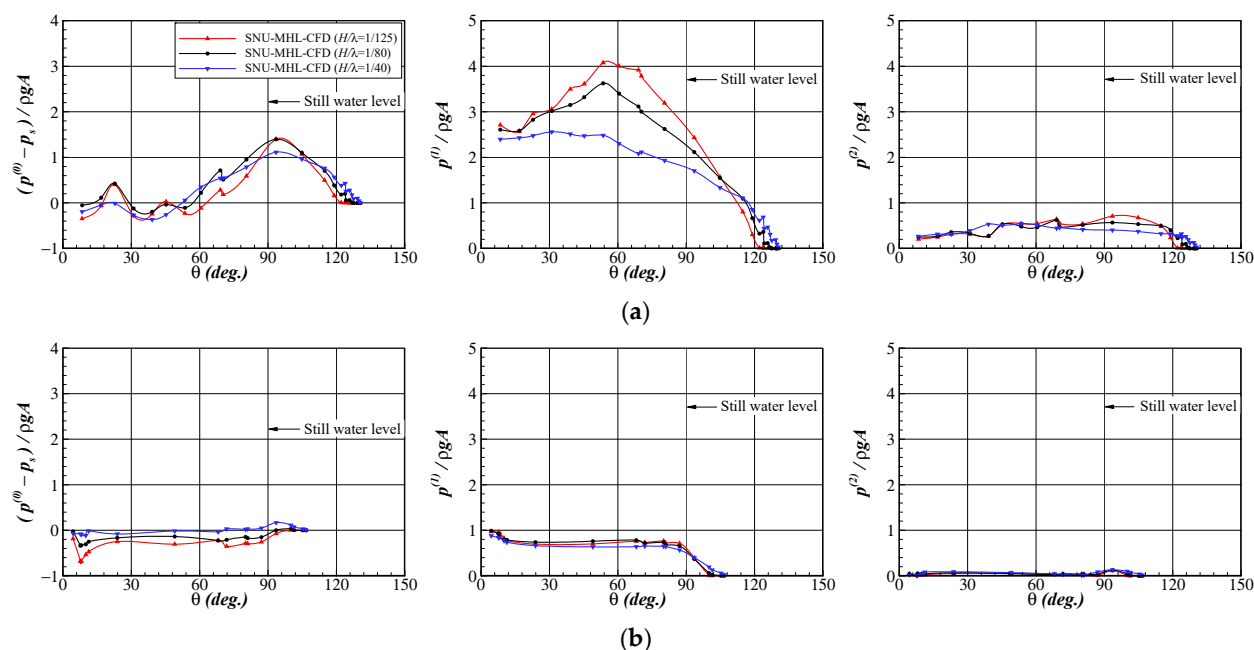 SNU-MHL-CFD (H/λ=1/125)
SNU-MHL-CFD (H/λ=1/80)
SNU-MHL-CFD (H/λ=1/40)
Still water level
(p⁽⁰⁾ – pₛ) / ρgA
4
3
2
1
0
−1
0 30 60 90 120 150
θ (deg.)
Still water level
p⁽¹⁾ / ρgA
5
4
3
2
1
0
0 30 60 90 120 150
θ (deg.)
Still water level
p⁽²⁾ / ρgA
5
4
3
2
1
0
0 30 60 90 120 150
θ (deg.)
(a)
Still water level
(p⁽⁰⁾ – pₛ) / ρgA
4
3
2
1
0
−1
0 30 60 90 120 150
θ (deg.)
Still water level
p⁽¹⁾ / ρgA
5
4
3
2
1
0
0 30 60 90 120 150
θ (deg.)
Still water level
p⁽²⁾ / ρgA
5
4
3
2
1
0
0 30 60 90 120 150
θ (deg.)
(b)